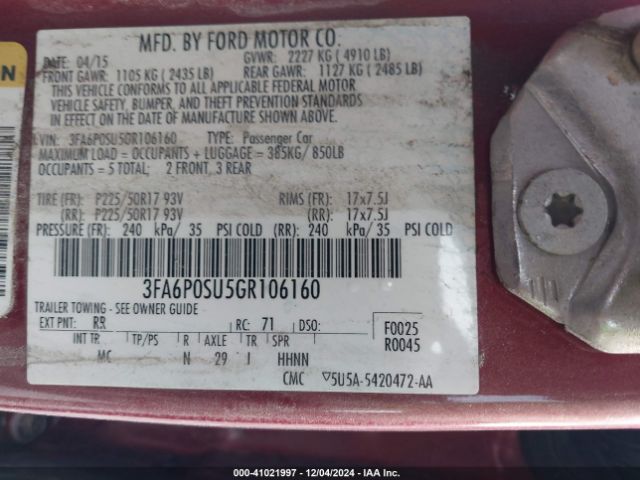 N
MFD. BY FORD MOTOR CO.
DATE: 04/15 GVWR: 2227 KG ( 4910 LB)
FRONT GAWR: 1105 KG ( 2435 LB) REAR GAWR: 1127 KG ( 2485 LB)
THIS VEHICLE CONFORMS TO ALL APPLICABLE FEDERAL MOTOR
VEHICLE SAFETY, BUMPER, AND THEFT PREVENTION STANDARDS
IN EFFECT ON THE DATE OF MANUFACTURE SHOWN ABOVE.
VIN: 3FA6P0SU5GR106160 TYPE: Passenger Car
MAXIMUM LOAD = OCCUPANTS + LUGGAGE = 385KG/ 850LB
OCCUPANTS = 5 TOTAL; 2 FRONT, 3 REAR
TIRE (FR): P225/50R17 93V RIMS (FR): 17x7.5J
(RR): P225/50R17 93V (RR): 17x7.5J
PRESSURE (FR): 240 kPa/ 35 PSI COLD (RR): 240 kPa/ 35 PSI COLD
3FA6P0SU5GR106160
TRAILER TOWING - SEE OWNER GUIDE -
EXT PNT: RR RC: 71 DSO: F0025
INT TR TP/PS R AXLE TR SPR R0045
MC N 29 I HHNN
CMC ▽5U5A-5420472-AA
000-41021997 - 12/04/2024 - IAAI.COM